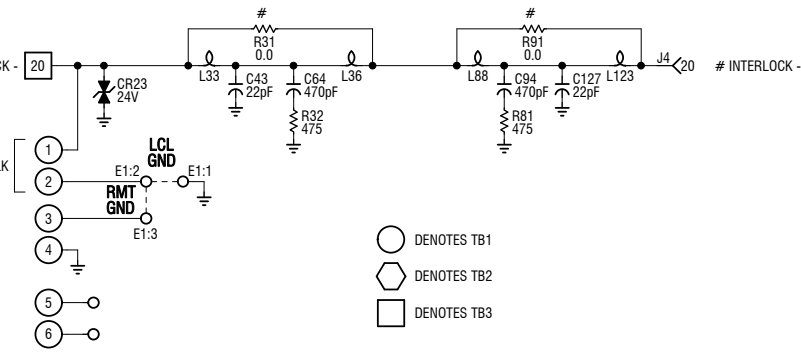 #
#
R31
0.0
R91
0.0
CK - 20
L33
L36
L88
L123
J4
20
# INTERLOCK -
CR23
24V
C43
22pF
C64
470pF
C94
470pF
C127
22pF
R32
475
R81
475
1
LK
2
E1:2
LCL
GND
E1:1
RMT
GND
3
E1:3
4
DENOTES TB1
DENOTES TB2
5
DENOTES TB3
6